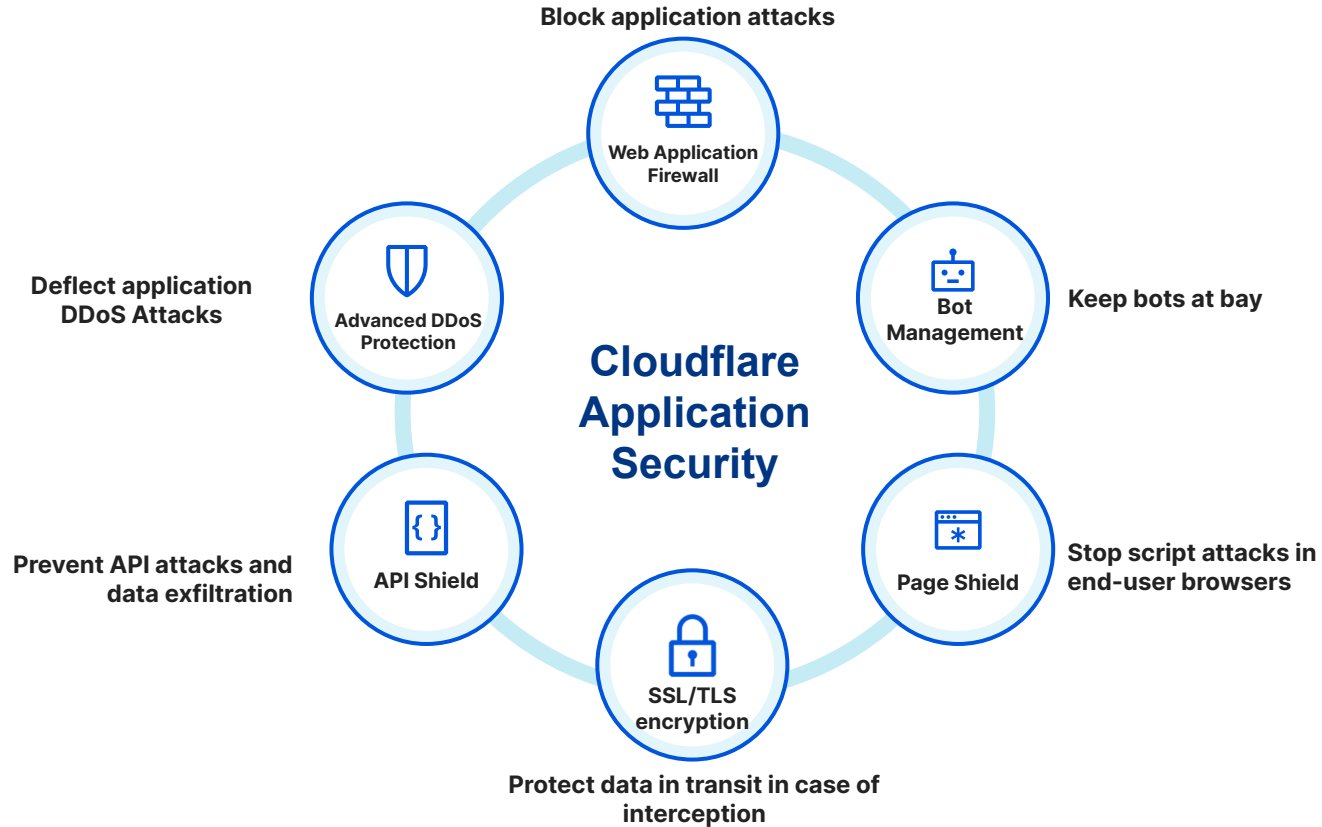 Block application attacks
Web Application
Firewall
Deflect application
DDoS Attacks
Advanced DDoS
Protection
Bot
Management
Keep bots at bay
Cloudflare
Application
Security
Prevent API attacks and
data exfiltration
{ }
API Shield
*
Page Shield
Stop script attacks in
end-user browsers
SSL/TLS
encryption
Protect data in transit in case of
interception